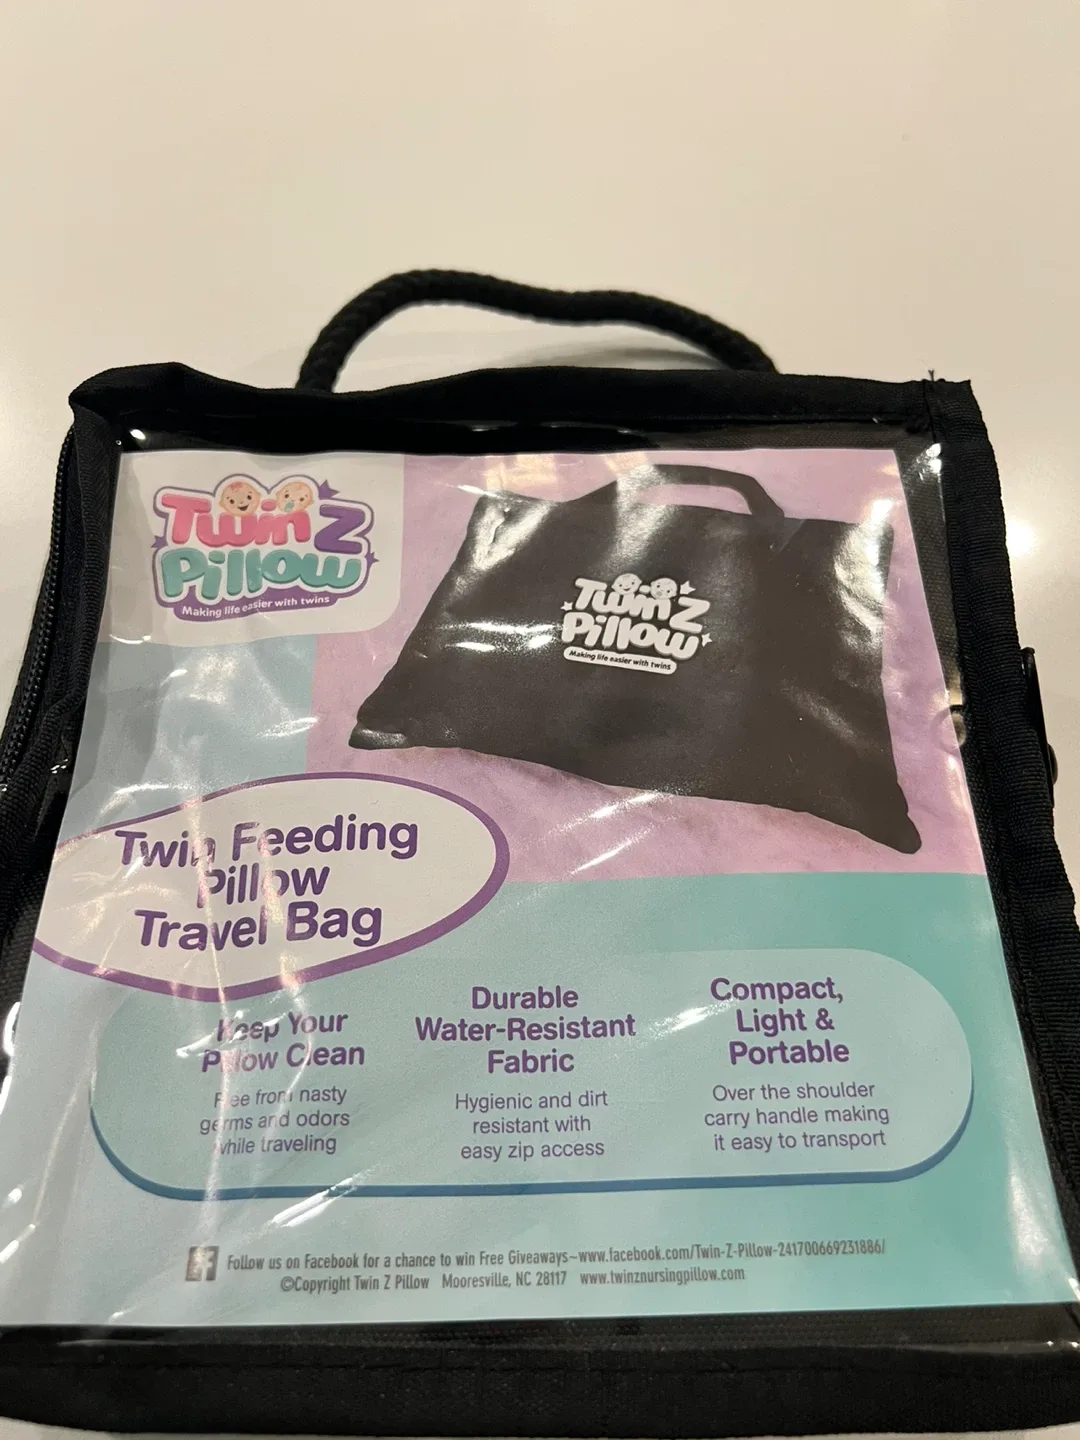 Twin Z
Pillow
Making life easier with twins
Twin Z
Pillow
Making life easier with twins
Twin Feeding
Pillow
Travel Bag
Keep Your
Pillow Clean
Free from nasty
germs and odors
while traveling
Durable
Water-Resistant
Fabric
Hygienic and dirt
resistant with
easy zip access
Compact,
Light &
Portable
Over the shoulder
carry handle making
it easy to transport
Follow us on Facebook for a chance to win Free Giveaways~www.facebook.com/Twin-Z-Pillow-241700669231886/
©Copyright Twin Z Pillow Mooresville, NC 28117 www.twinznursingpillow.com